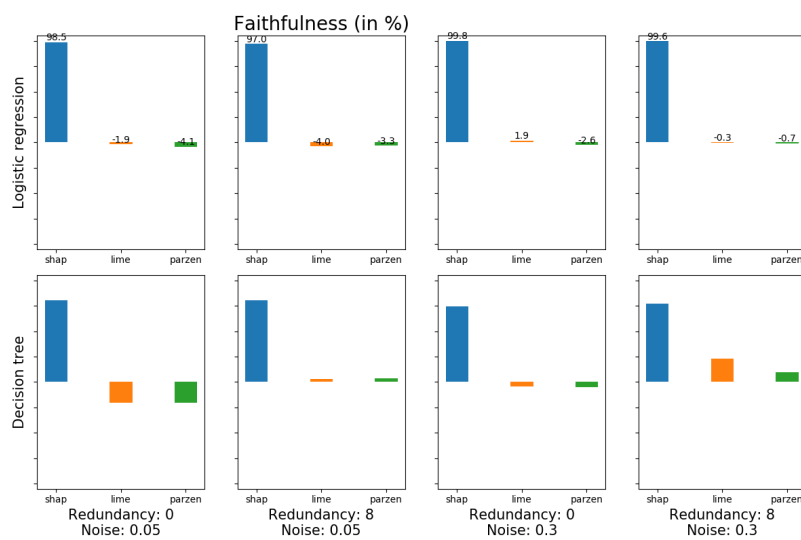 Faithfulness (in %)
Logistic regression
98.5 -1.9 -4.1
97.0 -4.0 -3.3
99.8 1.9 -2.6
99.6 -0.3 -0.7
shap lime parzen
shap lime parzen
shap lime parzen
shap lime parzen
Decision tree
shap lime parzen
shap lime parzen
shap lime parzen
shap lime parzen
Redundancy: 0
Noise: 0.05
Redundancy: 8
Noise: 0.05
Redundancy: 0
Noise: 0.3
Redundancy: 8
Noise: 0.3